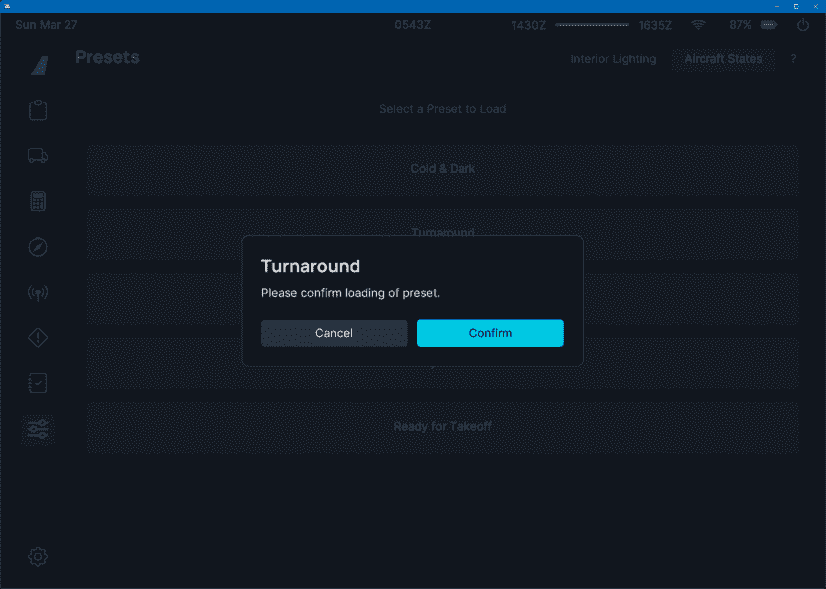 Sun Mar 27 0543Z 1430Z 1635Z 87%
Presets Interior Lighting Aircraft States ?
Select a Preset to Load
Cold & Dark
Turnaround
Turnaround
Please confirm loading of preset.
Cancel Confirm
Ready for Takeoff